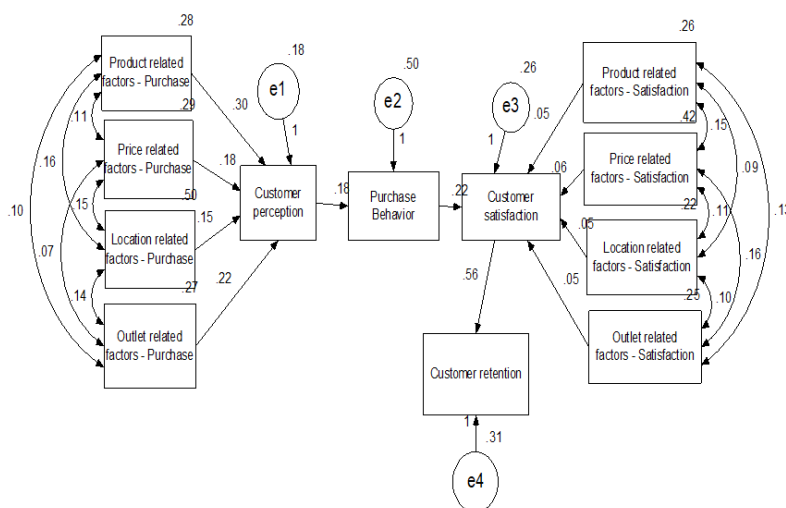 .28
Product related
factors - Purchase
.29
.11
Price related
factors - Purchase
.50
.16
.15
Location related
factors - Purchase
.27
.10
.07
.14
Outlet related
factors - Purchase
.30
.18
.15
.22
.18
e1
1
Customer
perception
.18
.50
e2
1
Purchase
Behavior
.22
.26
e3
1
Customer
satisfaction
.05
.06
.05
.05
.56
Customer retention
1
.31
e4
.26
Product related
factors - Satisfaction
.42
.15
Price related
factors - Satisfaction
.22
.11
.09
Location related
factors - Satisfaction
.25
.10
.16
.13
Outlet related
factors - Satisfaction